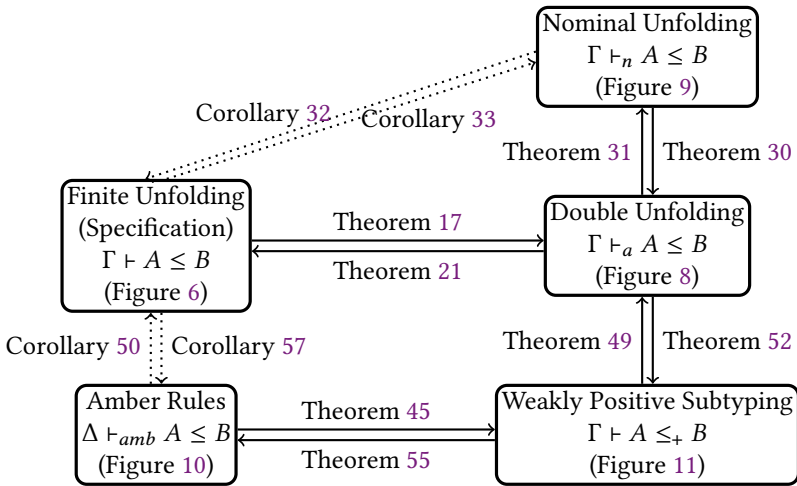 Nominal Unfolding
Γ ⊢ₙ A ≤ B
(Figure 9)
Corollary 32
Corollary 33
Theorem 31
Theorem 30
Finite Unfolding
(Specification)
Γ ⊢ A ≤ B
(Figure 6)
Theorem 17
Theorem 21
Double Unfolding
Γ ⊢ₐ A ≤ B
(Figure 8)
Corollary 50
Corollary 57
Theorem 49
Theorem 52
Amber Rules
Δ ⊢_amb A ≤ B
(Figure 10)
Theorem 45
Theorem 55
Weakly Positive Subtyping
Γ ⊢ A ≤₊ B
(Figure 11)